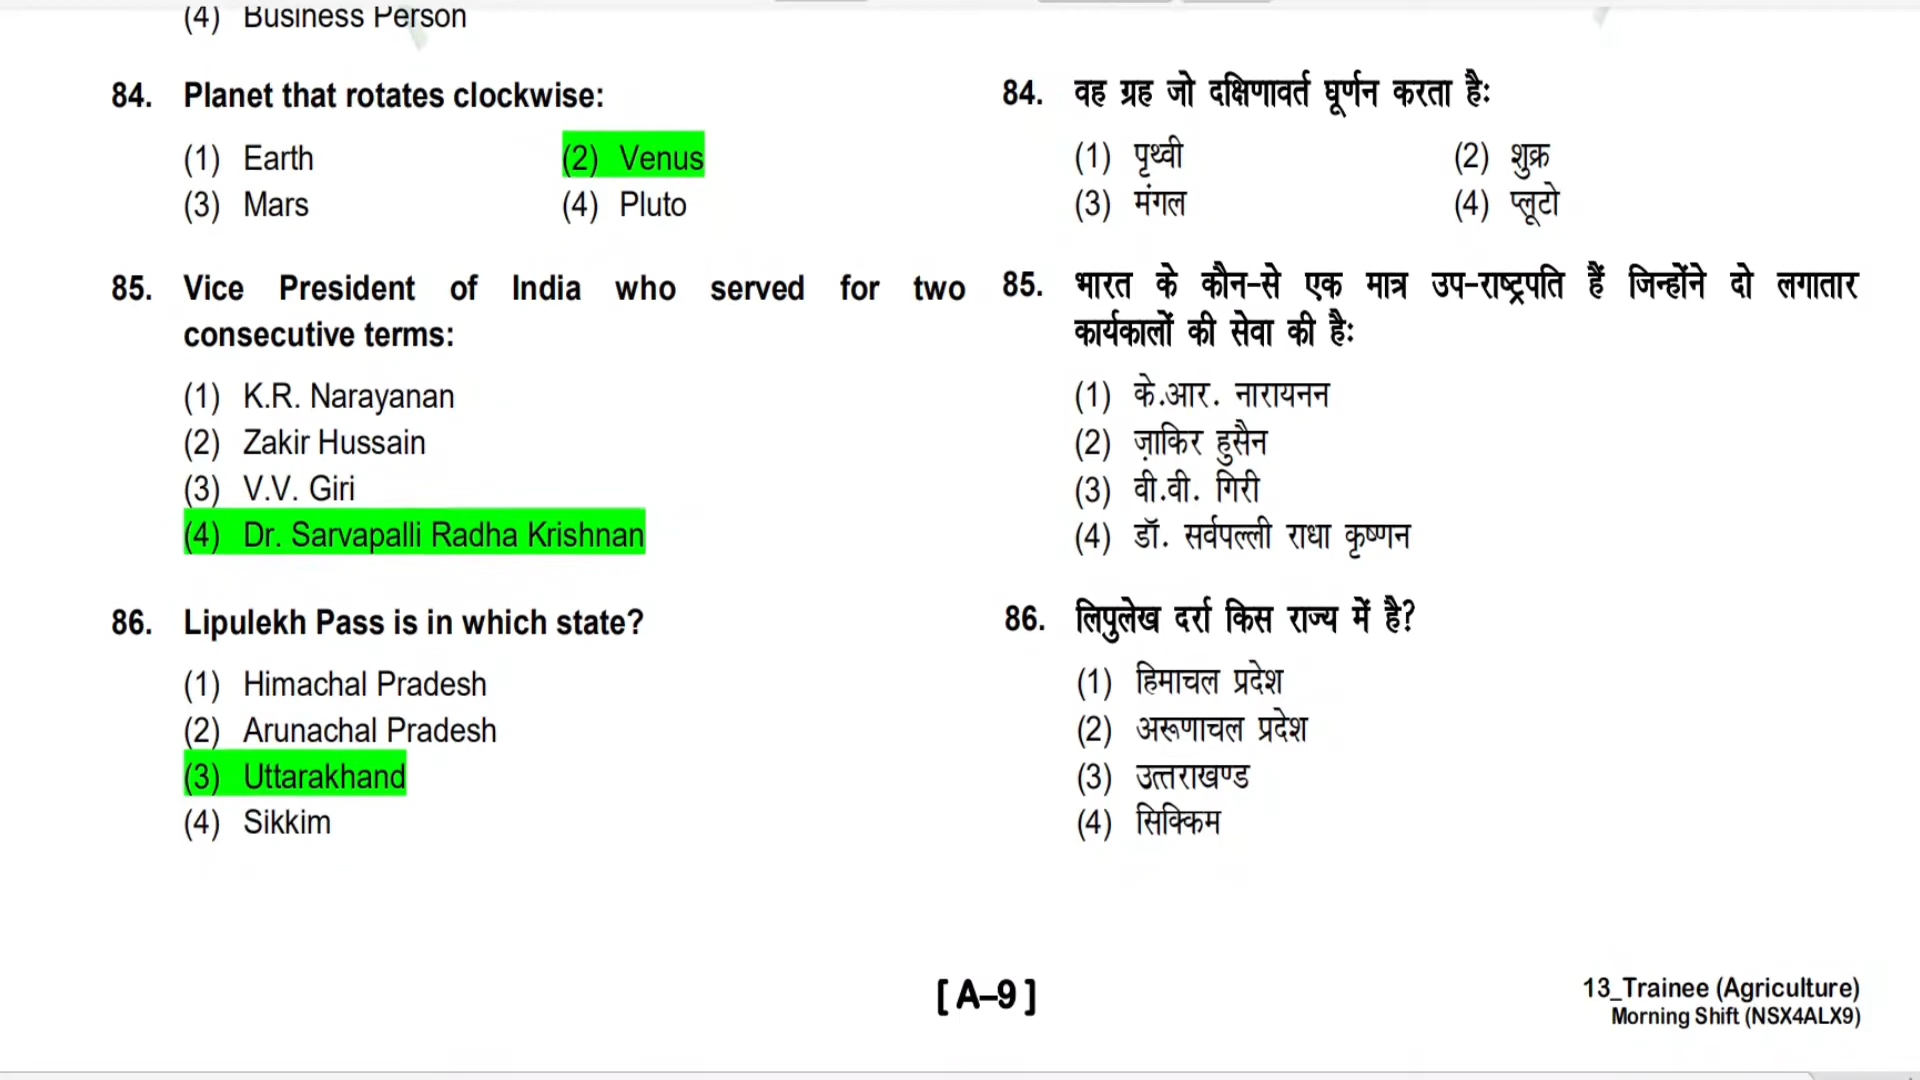 (4) Business Person
84. Planet that rotates clockwise:
(1) Earth (2) Venus
(3) Mars (4) Pluto
85. Vice President of India who served for two
consecutive terms:
(1) K.R. Narayanan
(2) Zakir Hussain
(3) V.V. Giri
(4) Dr. Sarvapalli Radha Krishnan
86. Lipulekh Pass is in which state?
(1) Himachal Pradesh
(2) Arunachal Pradesh
(3) Uttarakhand
(4) Sikkim
84. वह ग्रह जो दक्षिणावर्त घूर्णन करता है:
(1) पृथ्वी (2) शुक्र
(3) मंगल (4) प्लूटो
85. भारत के कौन-से एक मात्र उप-राष्ट्रपति हैं जिन्होंने दो लगातार
कार्यकालों की सेवा की है:
(1) के.आर. नारायनन
(2) ज़ाकिर हुसैन
(3) वी.वी. गिरी
(4) डॉ. सर्वपल्ली राधा कृष्णन
86. लिपुलेख दर्रा किस राज्य में है?
(1) हिमाचल प्रदेश
(2) अरूणाचल प्रदेश
(3) उत्तराखण्ड
(4) सिक्किम
[ A–9 ]
13_Trainee (Agriculture)
Morning Shift (NSX4ALX9)